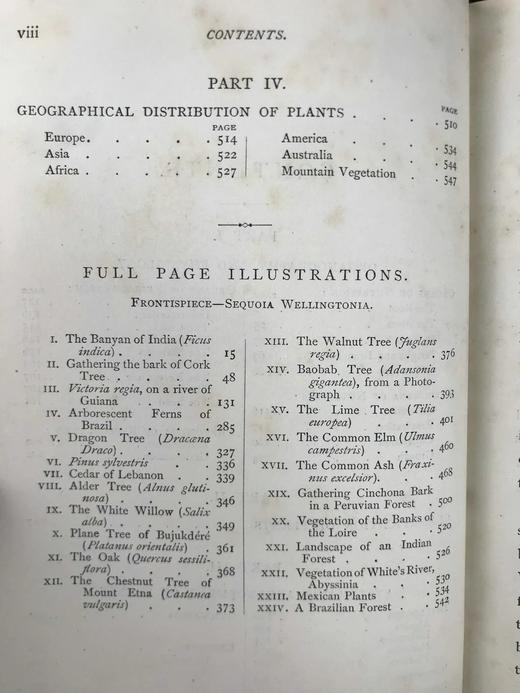 viii CONTENTS.
PART IV.
PAGE
GEOGRAPHICAL DISTRIBUTION OF PLANTS . . 510
PAGE
Europe. . . . . . 514
Asia . . . . . . 522
Africa . . . . . . 527
America . . . 534
Australia . . . 544
Mountain Vegetation . . 547
FULL PAGE ILLUSTRATIONS.
FRONTISPIECE—SEQUOIA WELLINGTONIA.
I. The Banyan of India (Ficus
indica) . . . . 15
II. Gathering the bark of Cork
Tree . . . . 48
III. Victoria regia, on a river of
Guiana . . . . 131
IV. Arborescent Ferns of
Brazil . . . . 285
V. Dragon Tree (Dracæna
Draco) . . . . 327
VI. Pinus sylvestris . . 336
VII. Cedar of Lebanon . . 339
VIII. Alder Tree (Alnus gluti-
nosa) . . . . 346
IX. The White Willow (Salix
alba) . . . . 349
X. Plane Tree of Bujukdéré
(Platanus orientalis) . 361
XI. The Oak (Quercus sessili-
flora) . . . . 368
XII. The Chestnut Tree of
Mount Etna (Castanea
vulgaris) . . . 373
XIII. The Walnut Tree (Juglans
regia) . . . . 376
XIV. Baobab Tree (Adansonia
gigantea), from a Photo-
graph . . . . 393
XV. The Lime Tree (Tilia
europea) . . . 401
XVI. The Common Elm (Ulmus
campestris) . . . 460
XVII. The Common Ash (Fraxi-
nus excelsior). . . 468
XIX. Gathering Cinchona Bark
in a Peruvian Forest . 500
XX. Vegetation of the Banks of
the Loire . . . 520
XXI. Landscape of an Indian
Forest . . . . 526
XXII. Vegetation of White's River,
Abyssinia . . . 530
XXIII. Mexican Plants . . 534
XXIV. A Brazilian Forest . . 542